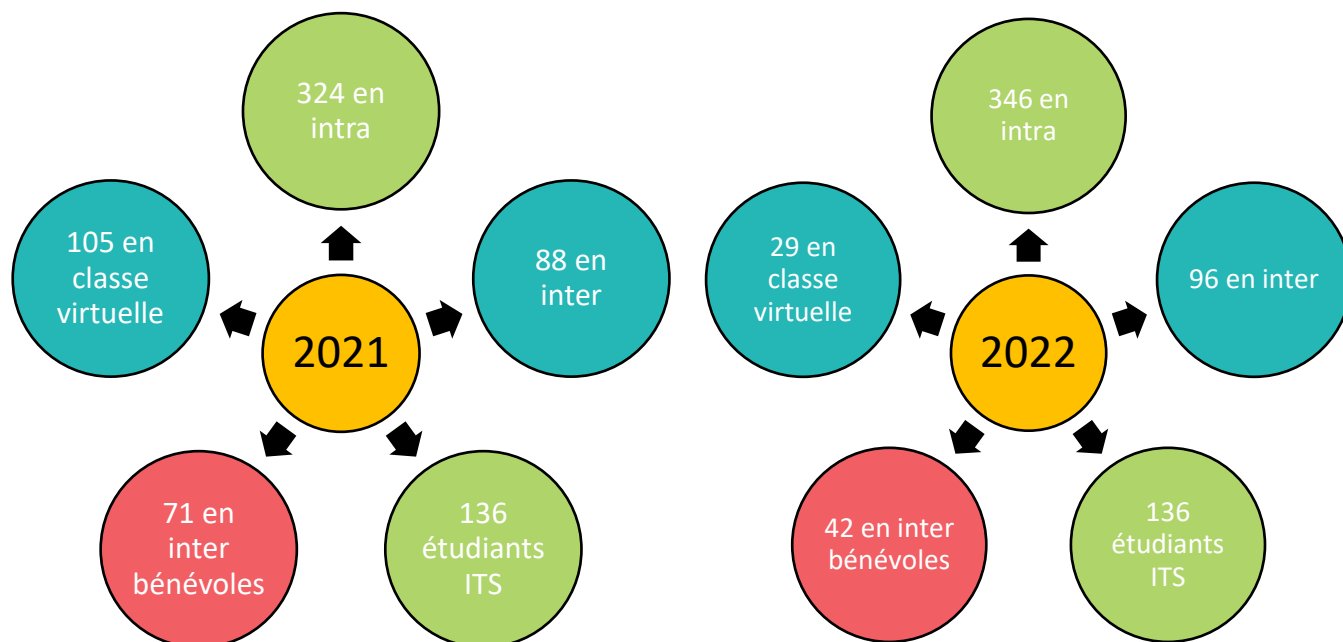 324 en
intra
105 en
classe
virtuelle
88 en
inter
2021
71 en
inter
bénévoles
136
étudiants
ITS
346 en
intra
29 en
classe
virtuelle
96 en inter
2022
42 en inter
bénévoles
136
étudiants
ITS